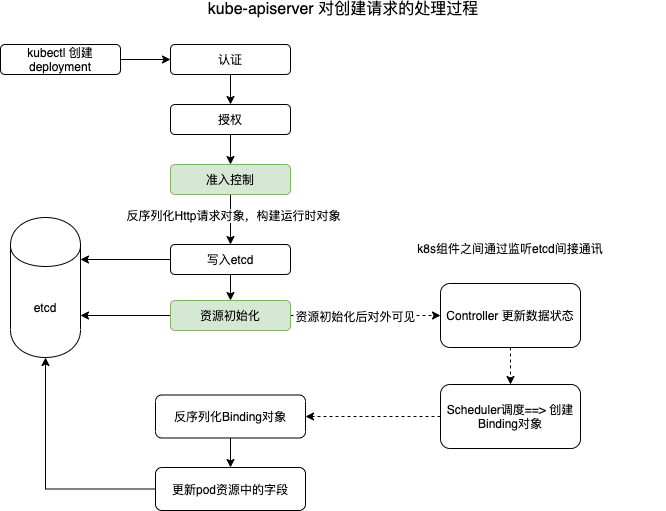 kube-apiserver 对创建请求的处理过程
kubectl 创建
deployment
认证
授权
准入控制
反序列化Http请求对象，构建运行时对象
写入etcd
k8s组件之间通过监听etcd间接通讯
etcd
资源初始化
资源初始化后对外可见
Controller 更新数据状态
Scheduler调度==> 创建
Binding对象
反序列化Binding对象
更新pod资源中的字段